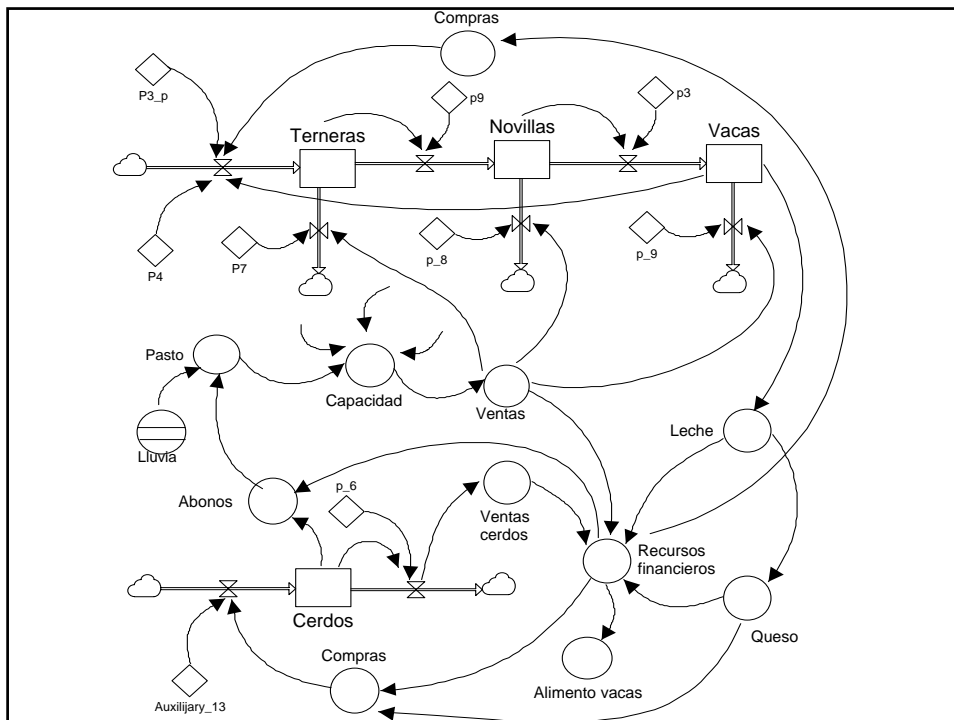 Compras
P3_p
p9
p3
Terneras
Novillas
Vacas
P4
P7
p_8
p_9
Pasto
Capacidad
Ventas
Lluvia
Leche
Abonos
p_6
Ventas
cerdos
Recursos
financieros
Cerdos
Queso
Compras
Auxilijary_13
Alimento vacas